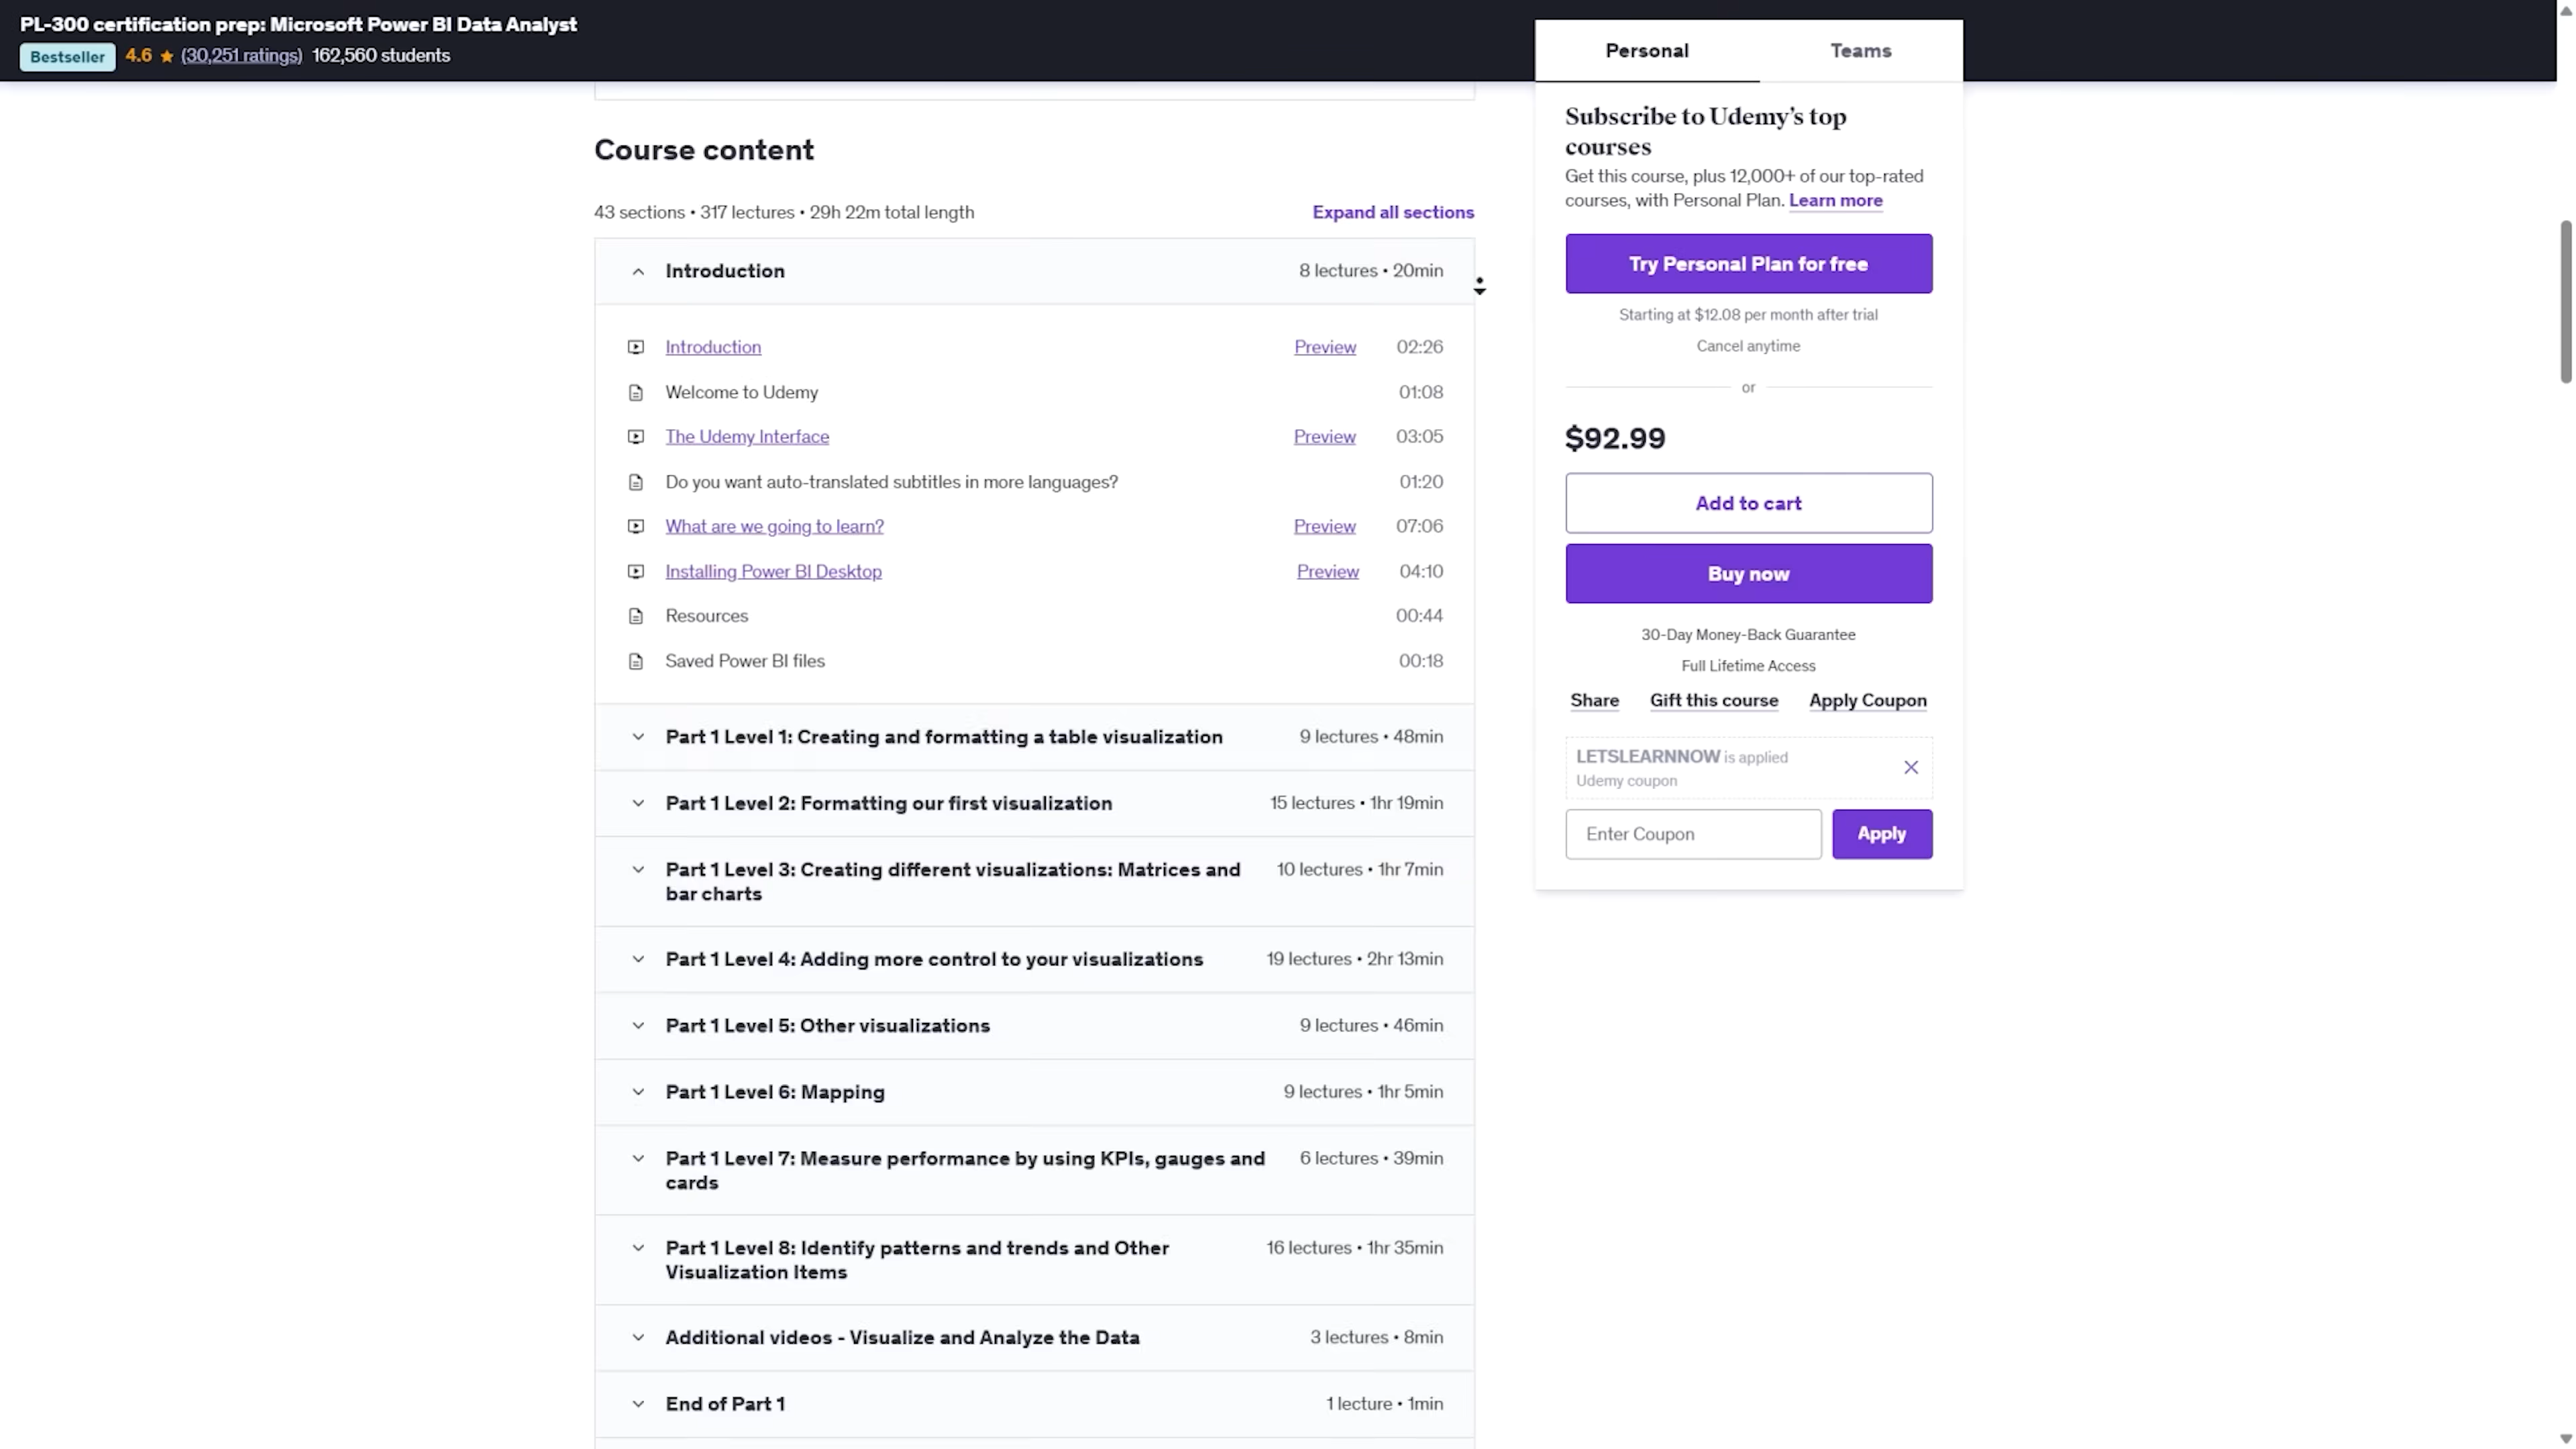 PL-300 certification prep: Microsoft Power BI Data Analyst
Bestseller 4.6 ★ (30,251 ratings) 162,560 students
Course content
43 sections • 317 lectures • 29h 22m total length Expand all sections
Introduction 8 lectures • 20min
Introduction Preview 02:26
Welcome to Udemy 01:08
The Udemy Interface Preview 03:05
Do you want auto-translated subtitles in more languages? 01:20
What are we going to learn? Preview 07:06
Installing Power BI Desktop Preview 04:10
Resources 00:44
Saved Power BI files 00:18
Part 1 Level 1: Creating and formatting a table visualization 9 lectures • 48min
Part 1 Level 2: Formatting our first visualization 15 lectures • 1hr 19min
Part 1 Level 3: Creating different visualizations: Matrices and 10 lectures • 1hr 7min
bar charts
Part 1 Level 4: Adding more control to your visualizations 19 lectures • 2hr 13min
Part 1 Level 5: Other visualizations 9 lectures • 46min
Part 1 Level 6: Mapping 9 lectures • 1hr 5min
Part 1 Level 7: Measure performance by using KPIs, gauges and 6 lectures • 39min
cards
Part 1 Level 8: Identify patterns and trends and Other 16 lectures • 1hr 35min
Visualization Items
Additional videos - Visualize and Analyze the Data 3 lectures • 8min
End of Part 1 1 lecture • 1min
Personal Teams
Subscribe to Udemy's top
courses
Get this course, plus 12,000+ of our top-rated
courses, with Personal Plan. Learn more
Try Personal Plan for free
Starting at $12.08 per month after trial
Cancel anytime
or
$92.99
Add to cart
Buy now
30-Day Money-Back Guarantee
Full Lifetime Access
Share Gift this course Apply Coupon
LETSLEARNNOW is applied
Udemy coupon
Enter Coupon Apply